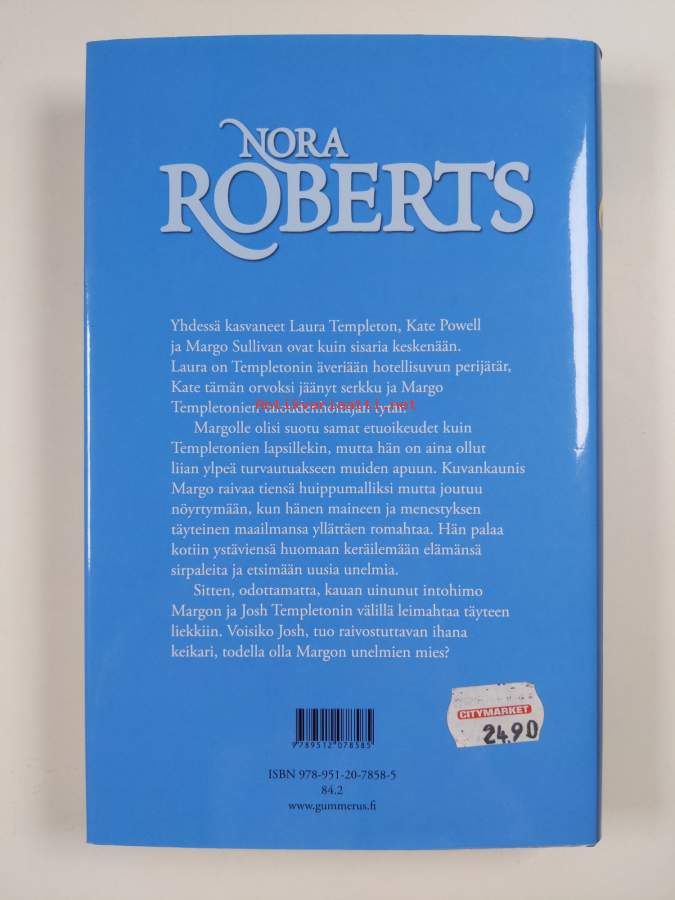 NORA
ROBERTS
Yhdessä kasvaneet Laura Templeton, Kate Powell
ja Margo Sullivan ovat kuin sisaria keskenään.
Laura on Templetonin äveriään hotellisuvun perijätär,
Kate tämän orvoksi jäänyt serkku ja Margo
Templetonien taloudenhoitajan tytär.
Antikvariaatti.net
Margolle olisi suotu samat etuoikeudet kuin
Templetonien lapsillekin, mutta hän on aina ollut
liian ylpeä turvautuakseen muiden apuun. Kuvankaunis
Margo raivaa tiensä huippumalliksi mutta joutuu
nöyrtymään, kun hänen maineen ja menestyksen
täyteinen maailmansa yllättäen romahtaa. Hän palaa
kotiin ystäviensä huomaan keräilemään elämänsä
sirpaleita ja etsimään uusia unelmia.
Sitten, odottamatta, kauan uinunut intohimo
Margon ja Josh Templetonin välillä leimahtaa täyteen
liekkiin. Voisiko Josh, tuo raivostuttavan ihana
keikari, todella olla Margon unelmien mies?
CITYMARKET
24.90
9789512078585
ISBN 978-951-20-7858-5
84.2
www.gummerus.fi